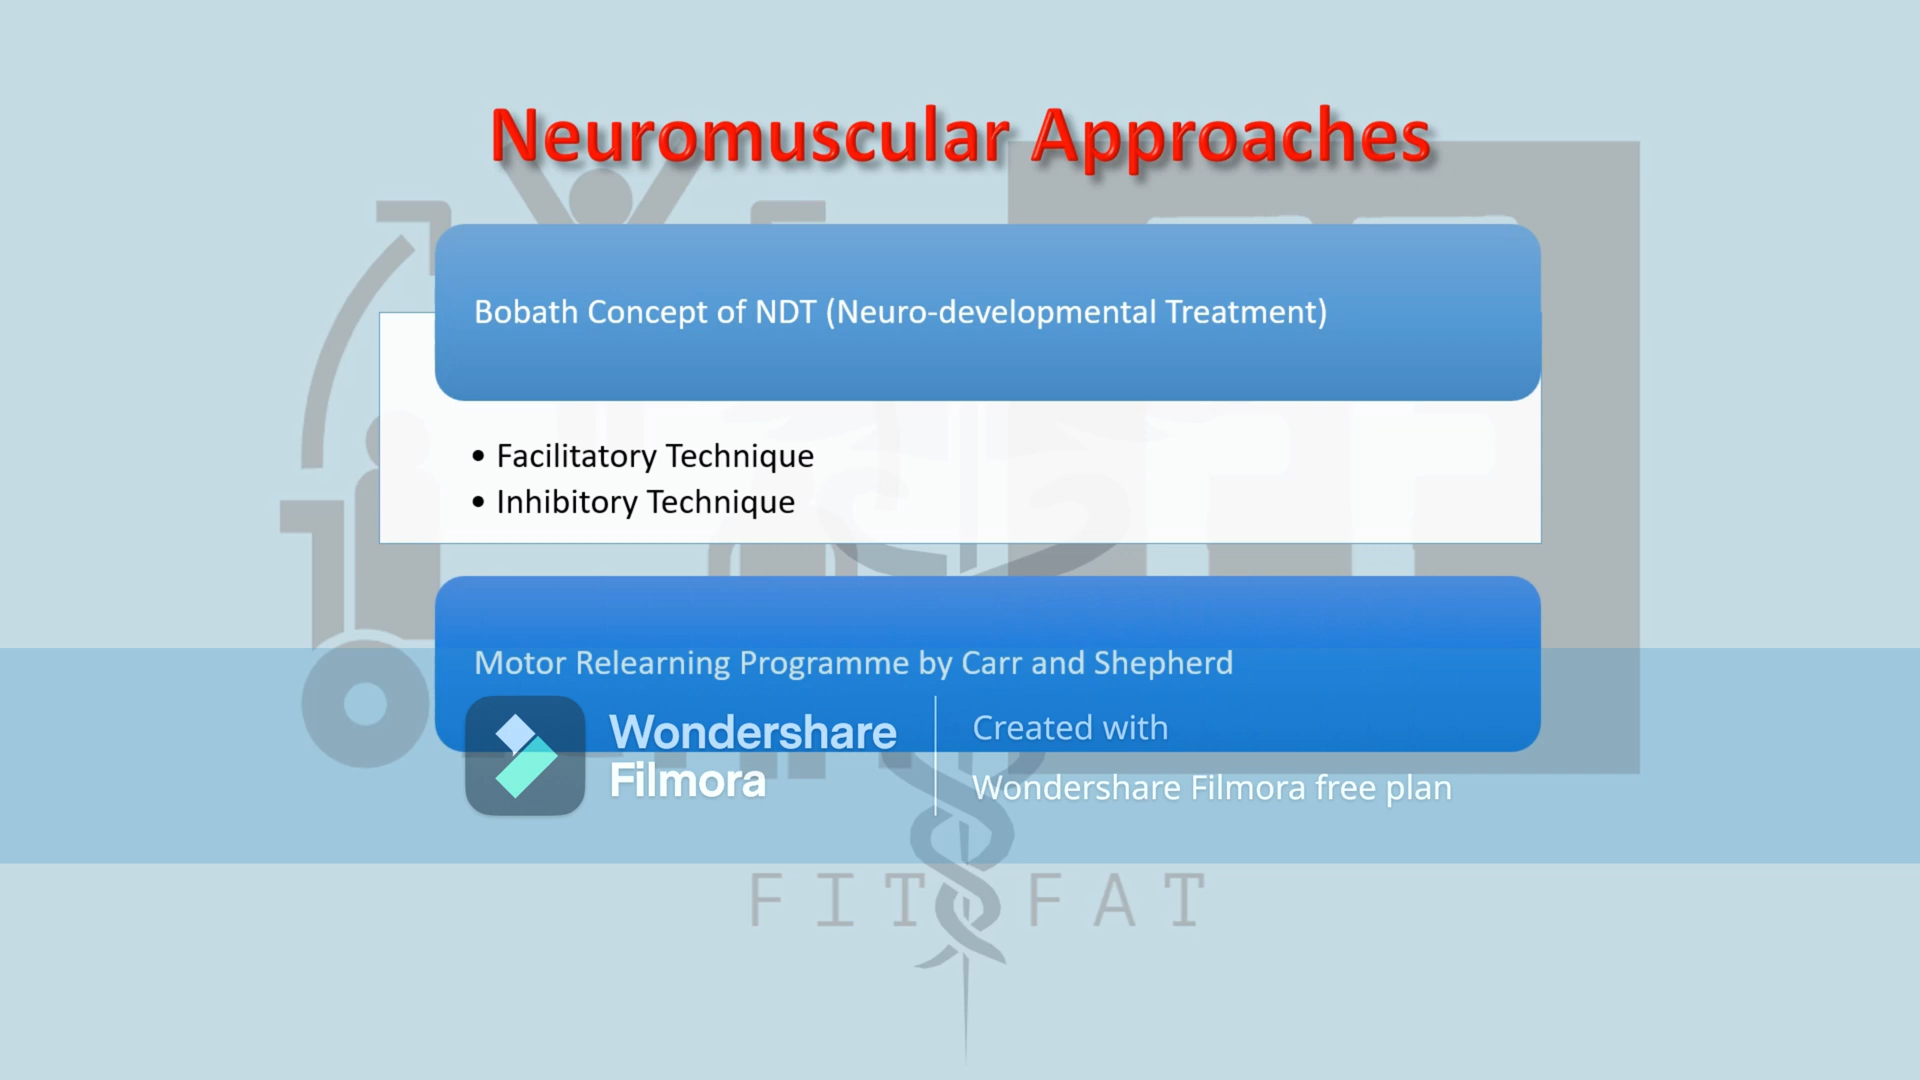 Neuromuscular Approaches
Bobath Concept of NDT (Neuro-developmental Treatment)
• Facilitatory Technique
• Inhibitory Technique
Motor Relearning Programme by Carr and Shepherd
Wondershare
Filmora
Created with
Wondershare Filmora free plan
FIT FAT